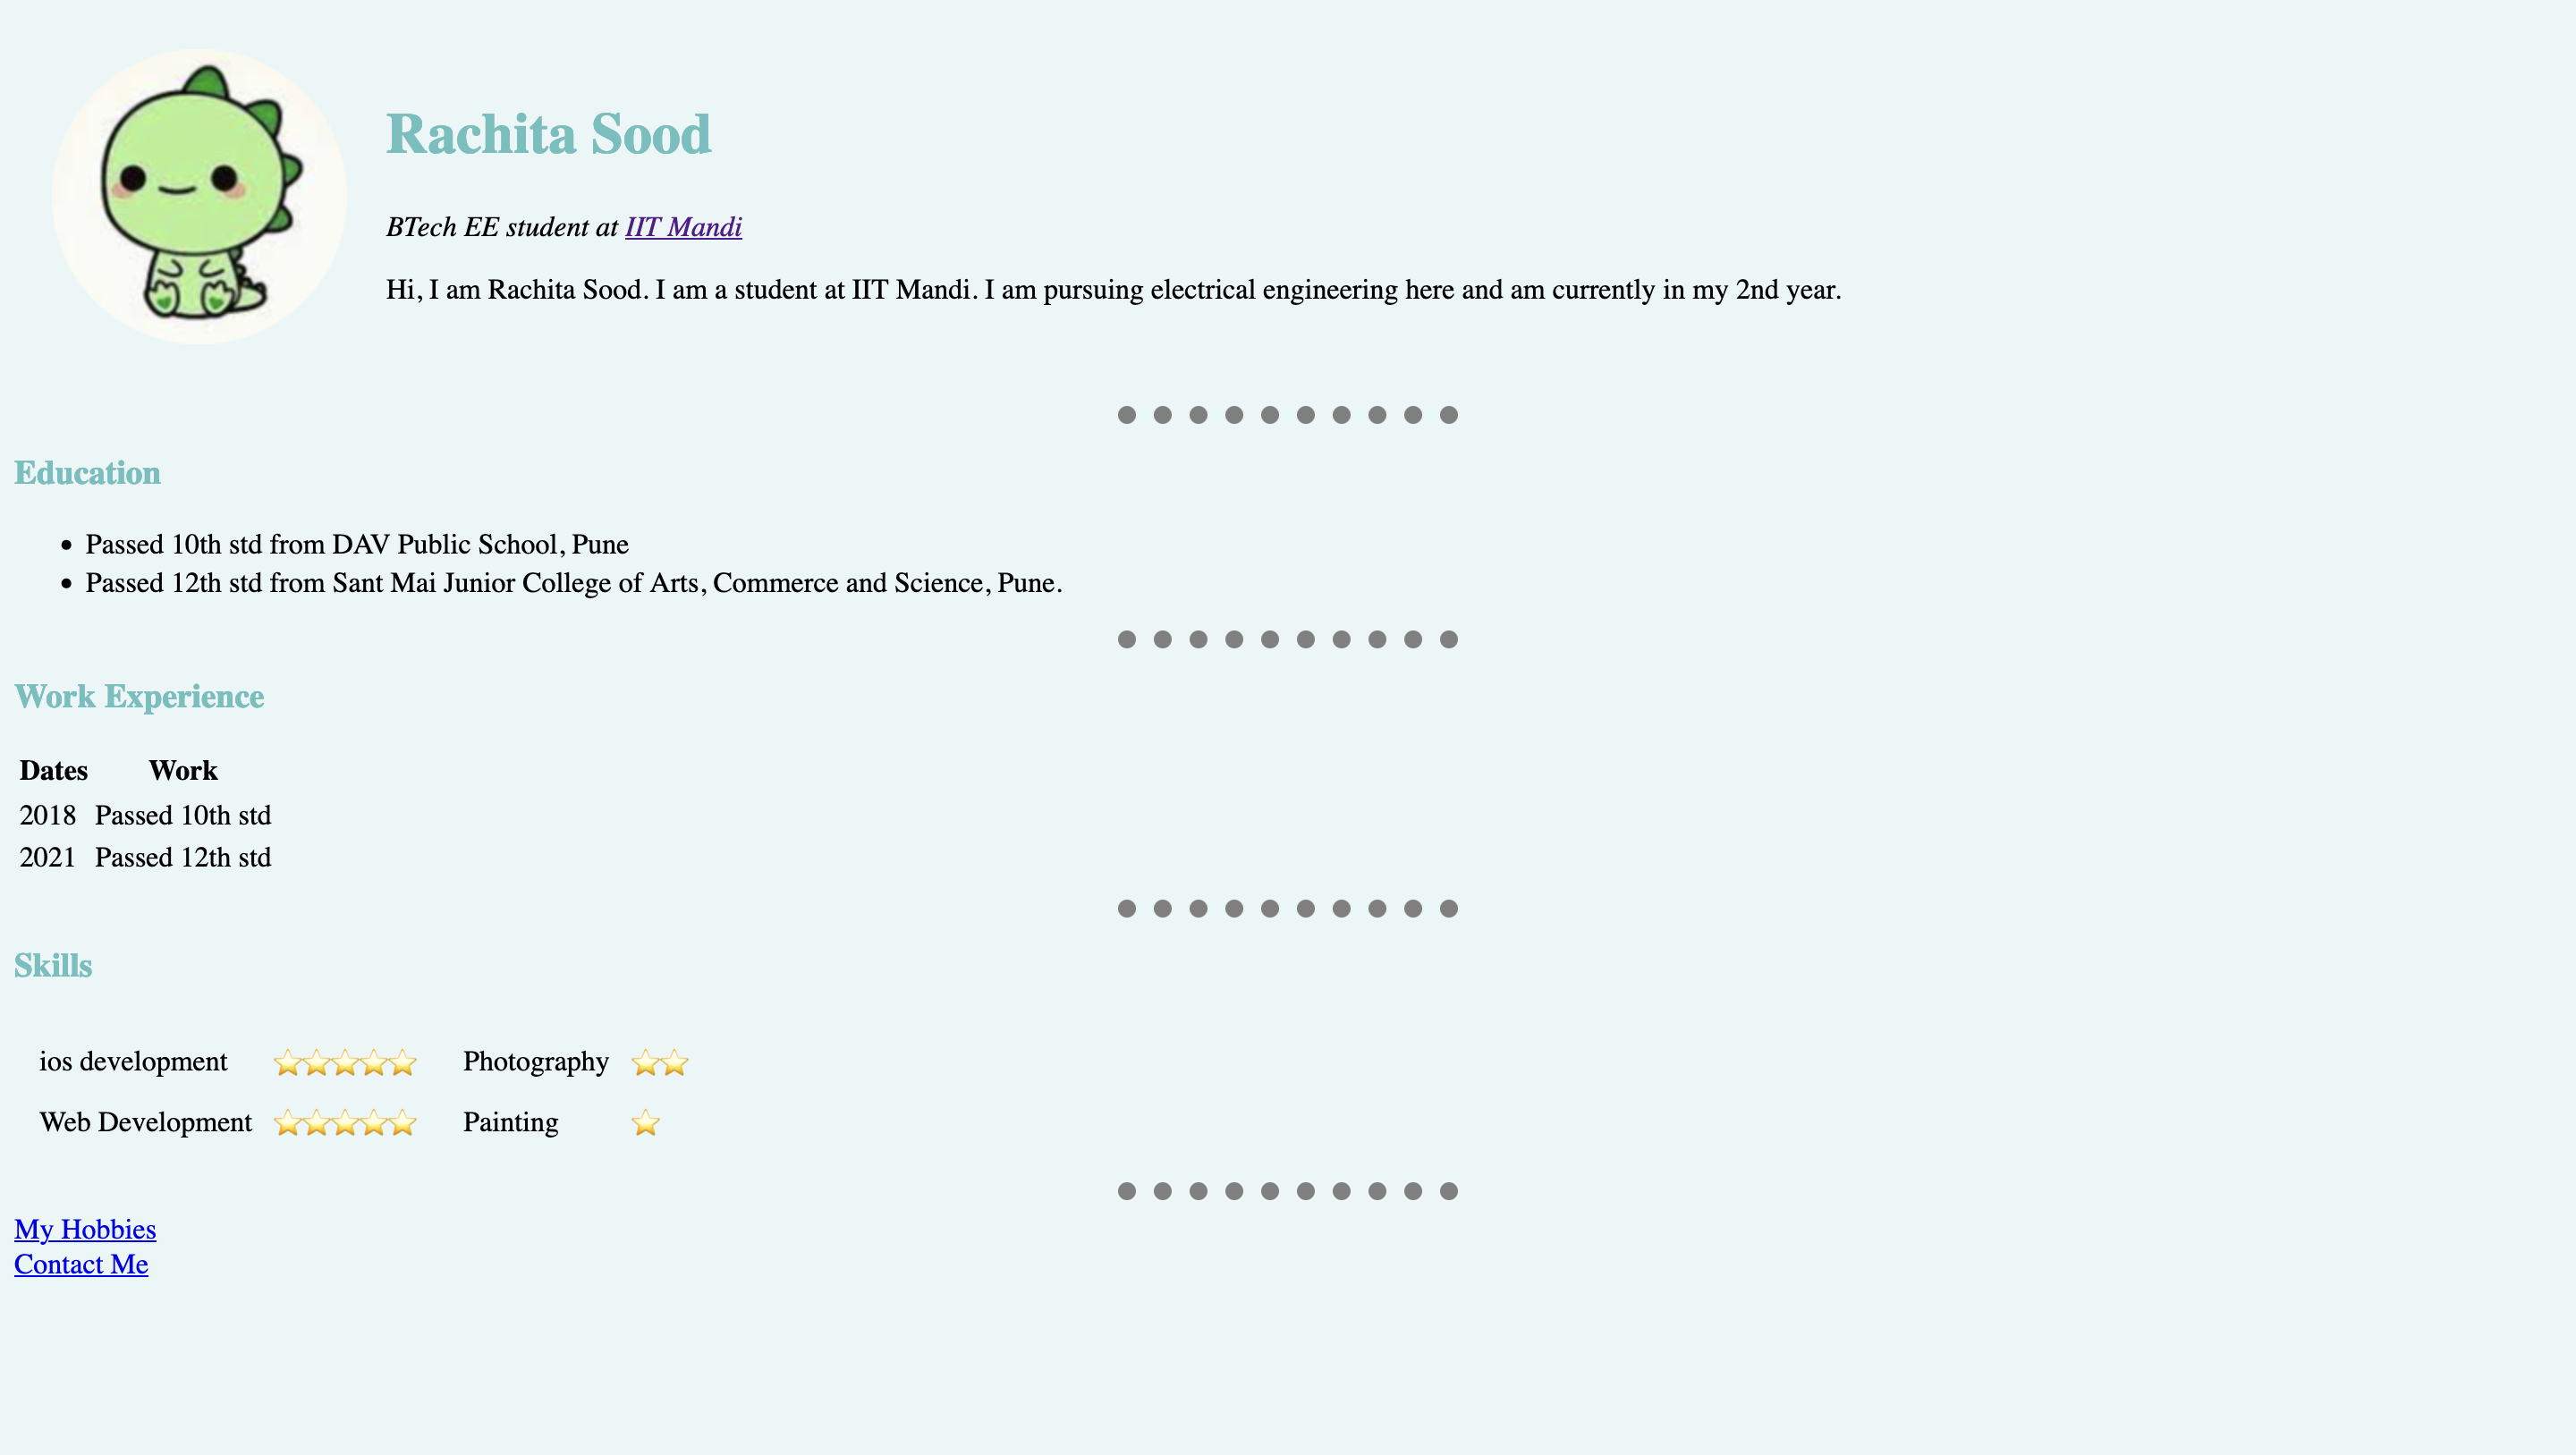 Rachita Sood
BTech EE student at IIT Mandi
Hi, I am Rachita Sood. I am a student at IIT Mandi. I am pursuing electrical engineering here and am currently in my 2nd year.
Education
Passed 10th std from DAV Public School, Pune
Passed 12th std from Sant Mai Junior College of Arts, Commerce and Science, Pune.
Work Experience
Dates Work
2018 Passed 10th std
2021 Passed 12th std
Skills
ios development ⭐⭐⭐⭐⭐ Photography ⭐⭐
Web Development ⭐⭐⭐⭐⭐ Painting ⭐
My Hobbies
Contact Me